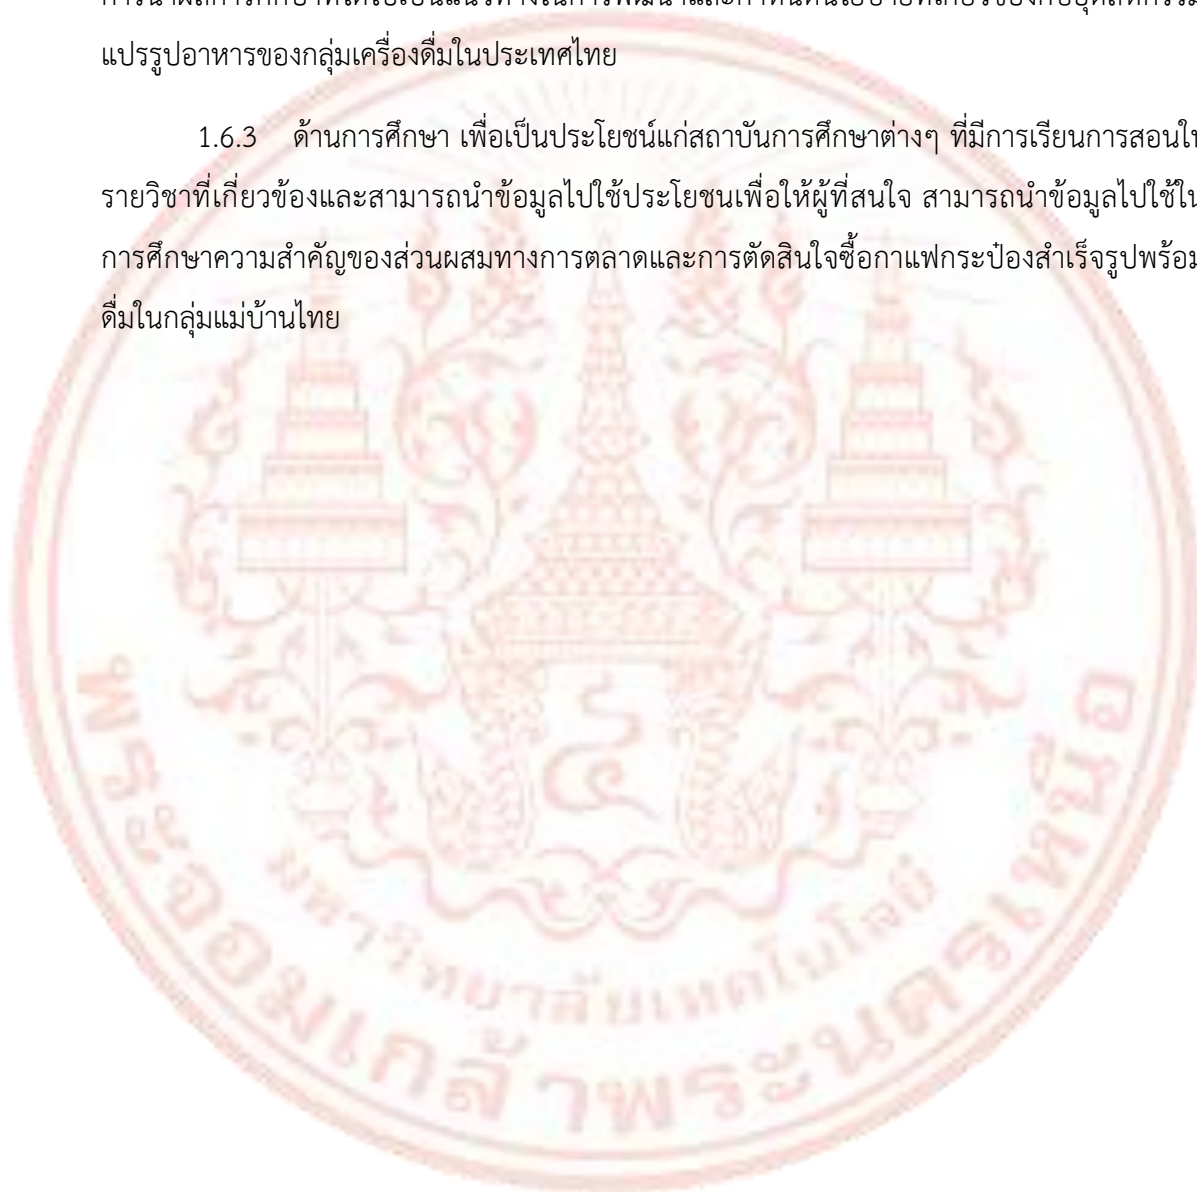 แปรรูปอาหารของกลุ่มเครื่องดื่มในประเทศไทย
1.6.3 ด้านการศึกษา เพื่อเป็นประโยชน์แก่สถาบันการศึกษาต่างๆ ที่มีการเรียนการสอนใ
รายวิชาที่เกี่ยวข้องและสามารถนำข้อมูลไปใช้ประโยชนเพื่อให้ผู้ที่สนใจ สามารถนำข้อมูลไปใช้ใ
การศึกษาความสำคัญของส่วนผสมทางการตลาดและการตัดสินใจซื้อกาแฟกระป๋องสำเร็จรูปพร้อม
ดื่มในกลุ่มแม่บ้านไทย
มหาวิทยาลัยเทคโนโลยี
พระจอมเกล้าพระนครเหนือ